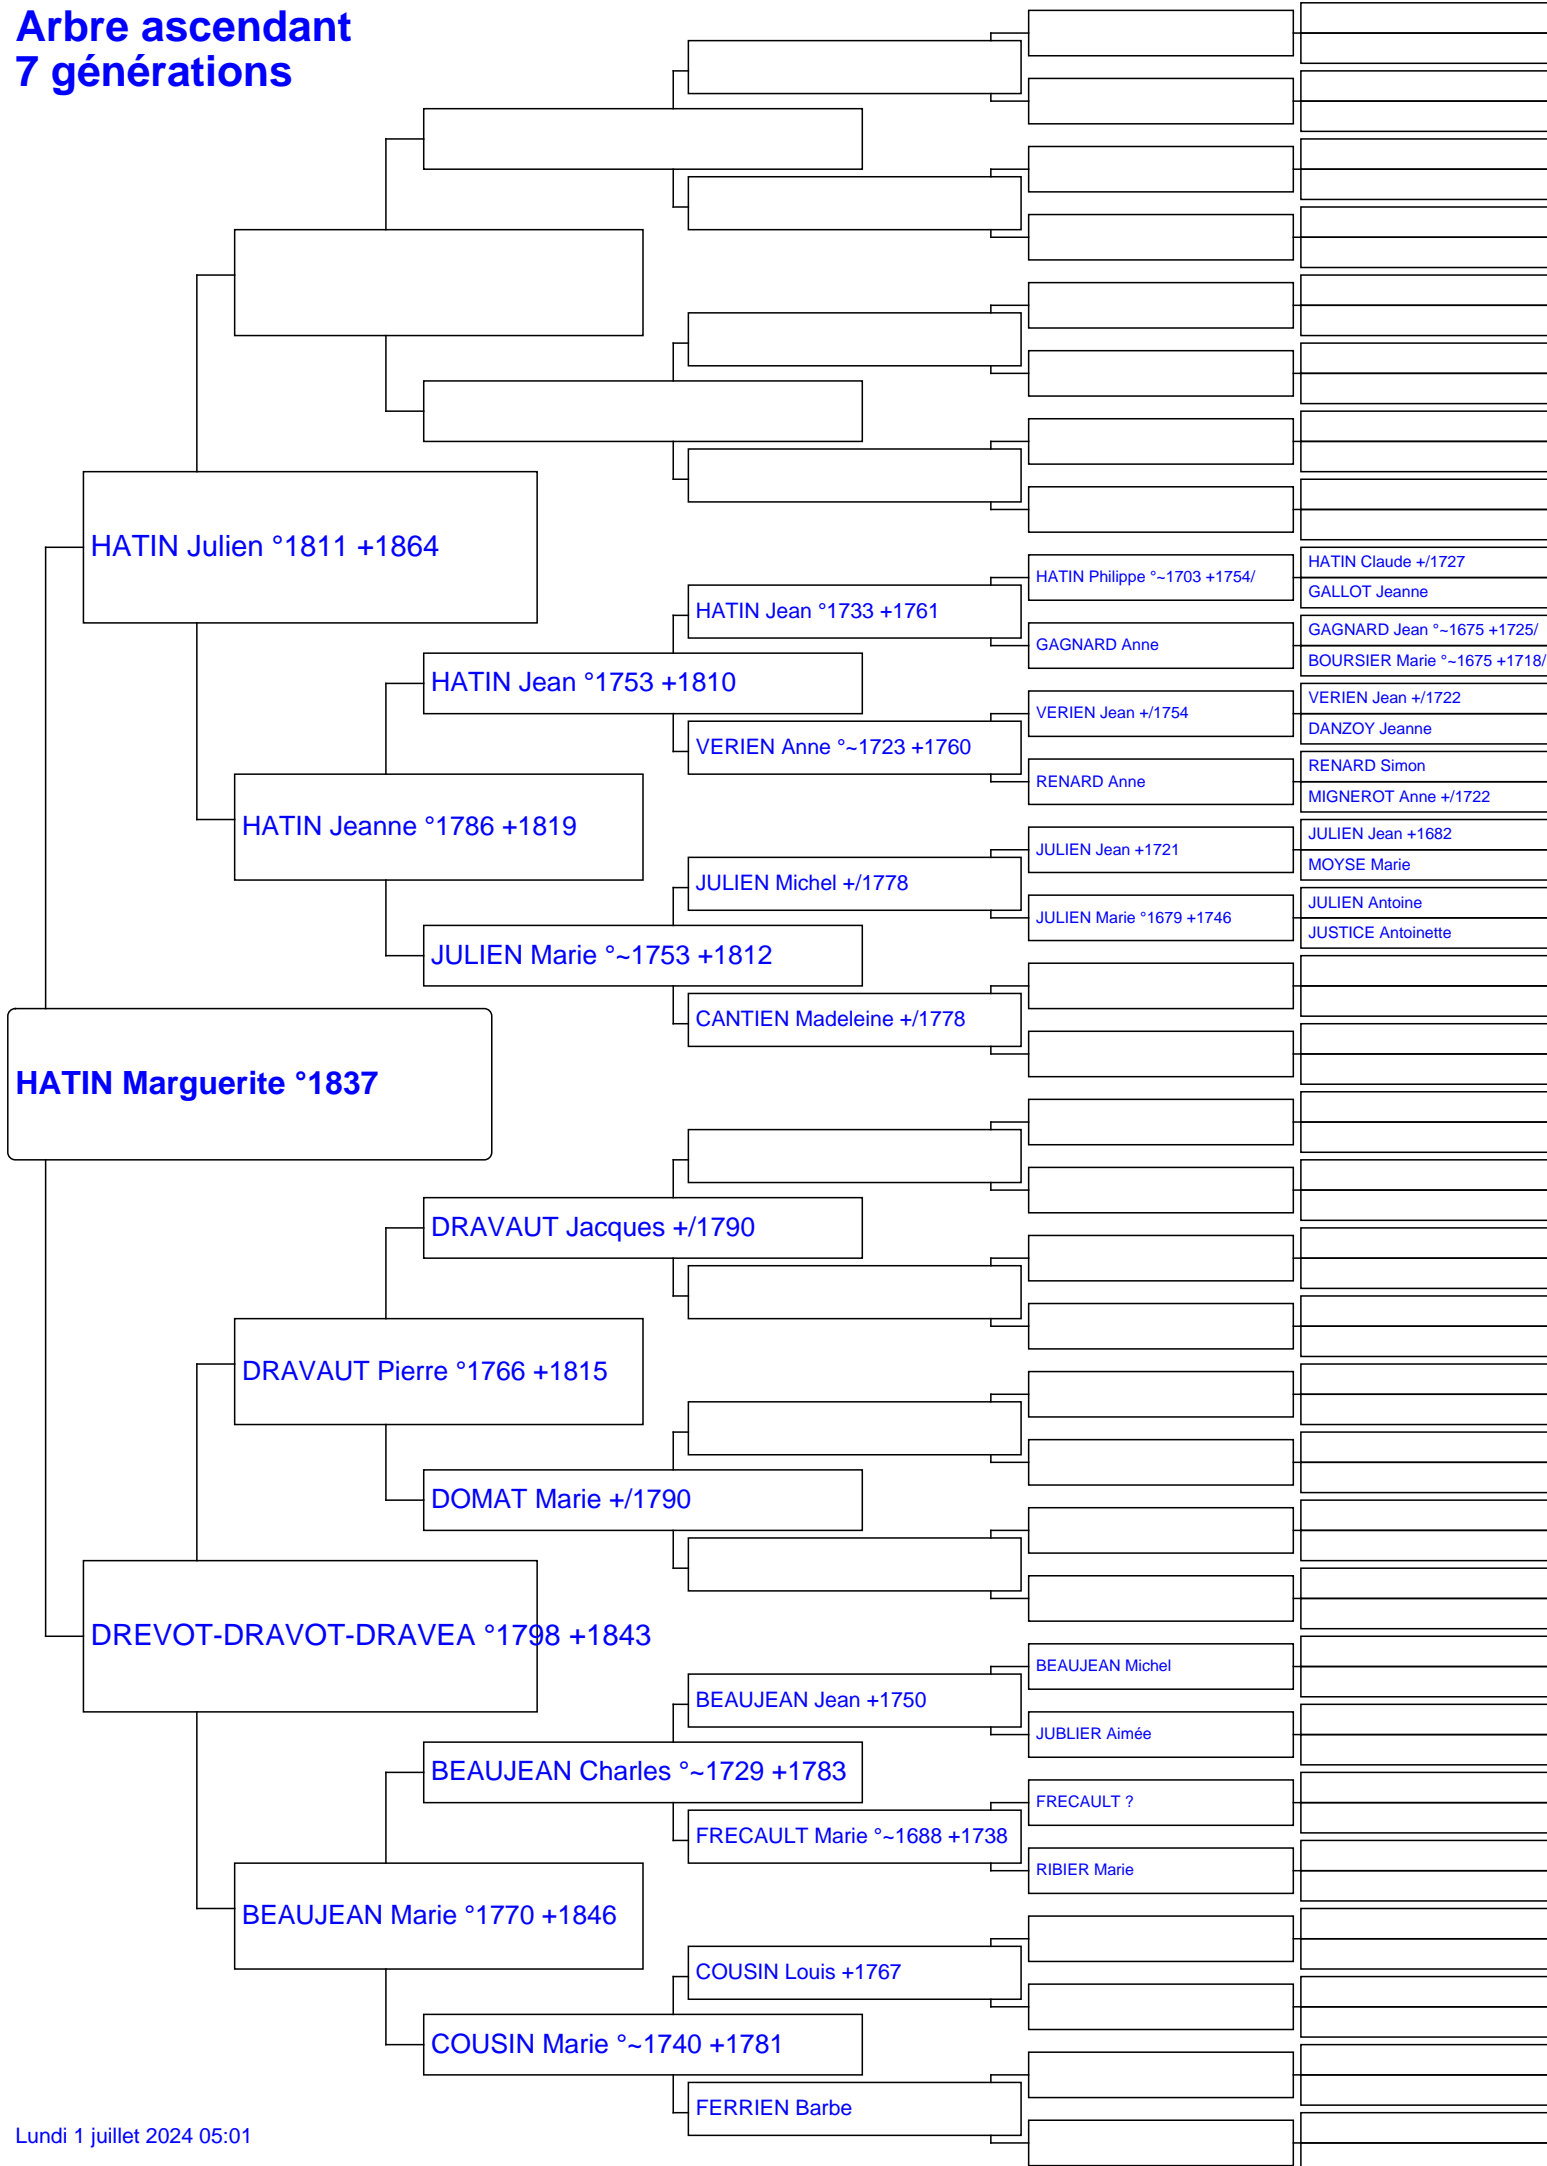 Arbre ascendant
7 générations
HATIN Julien °1811 +1864
HATIN Philippe °~1703 +1754/
HATIN Claude +/1727
GALLOT Jeanne
HATIN Jean °1733 +1761
GAGNARD Anne
GAGNARD Jean °~1675 +1725/
BOURSIER Marie °~1675 +1718/
HATIN Jean °1753 +1810
VERIEN Jean +/1754
VERIEN Jean +/1722
DANZOY Jeanne
VERIEN Anne °~1723 +1760
RENARD Anne
RENARD Simon
MIGNEROT Anne +/1722
HATIN Jeanne °1786 +1819
JULIEN Jean +1721
JULIEN Jean +1682
MOYSE Marie
JULIEN Michel +/1778
JULIEN Marie °1679 +1746
JULIEN Antoine
JUSTICE Antoinette
JULIEN Marie °~1753 +1812
CANTIEN Madeleine +/1778
HATIN Marguerite °1837
DRAVAUT Jacques +/1790
DRAVAUT Pierre °1766 +1815
DOMAT Marie +/1790
DREVOT-DRAVOT-DRAVEA °1798 +1843
BEAUJEAN Michel
BEAUJEAN Jean +1750
JUBLIER Aimée
BEAUJEAN Charles °~1729 +1783
FRECAULT ?
FRECAULT Marie °~1688 +1738
RIBIER Marie
BEAUJEAN Marie °1770 +1846
COUSIN Louis +1767
COUSIN Marie °~1740 +1781
FERRIEN Barbe
Lundi 1 juillet 2024 05:01